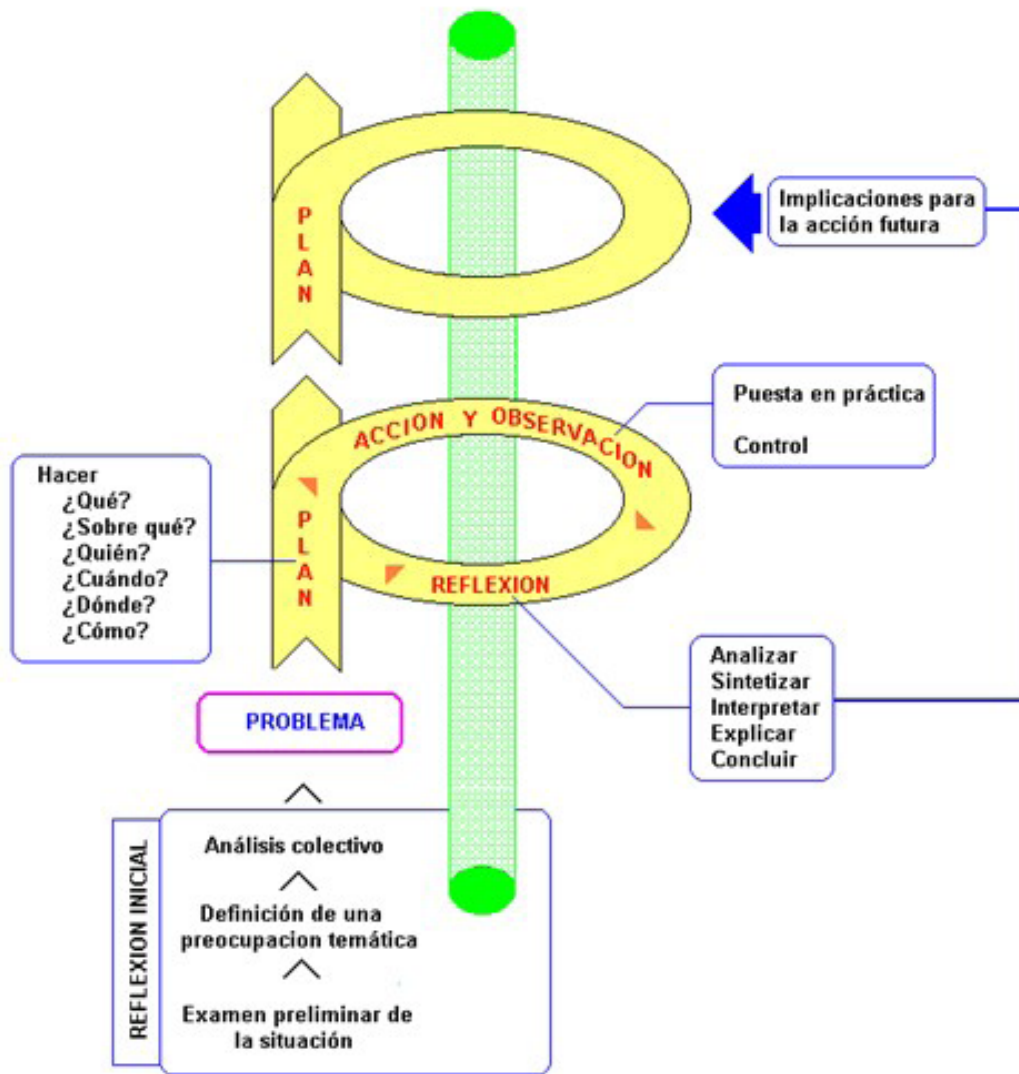 PLAN
Implicaciones para
la acción futura
ACCION Y OBSERVACION
Puesta en práctica
Control
Hacer
¿Qué?
¿Sobre qué?
¿Quién?
¿Cuándo?
¿Dónde?
¿Cómo?
PLAN
REFLEXION
Analizar
Sintetizar
Interpretar
Explicar
Concluir
PROBLEMA
REFLEXION INICIAL
Análisis colectivo
Definición de una
preocupacion temática
Examen preliminar de
la situación